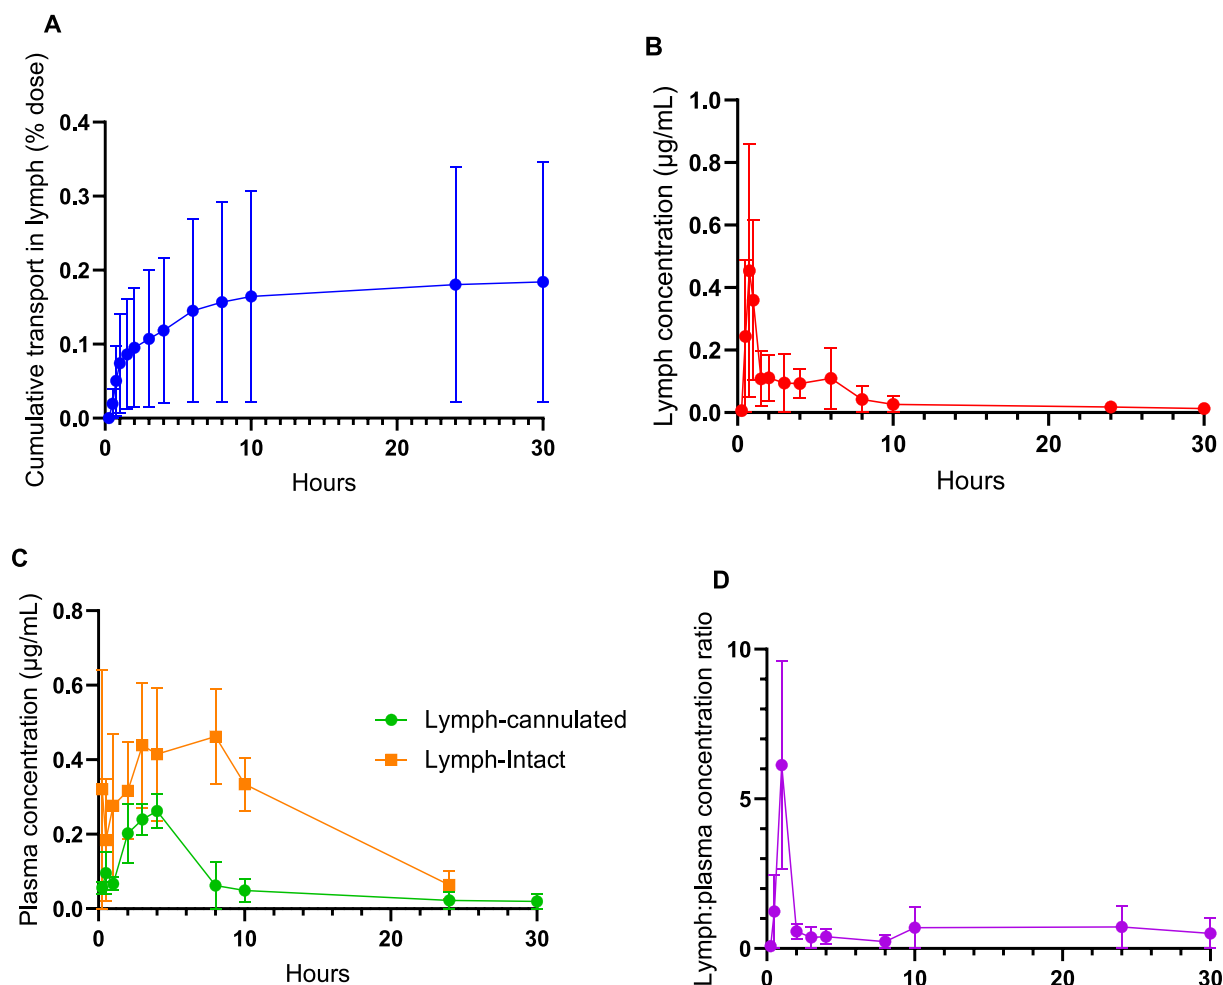 A
Cumulative transport in lymph (% dose)
0.4
0.3
0.2
0.1
0.0
0 10 20 30
Hours
B
Lymph concentration (µg/mL)
1.0
0.8
0.6
0.4
0.2
0.0
0 10 20 30
Hours
C
Plasma concentration (µg/mL)
0.8
0.6
0.4
0.2
0.0
0 10 20 30
Hours
Lymph-cannulated
Lymph-Intact
D
Lymph:plasma concentration ratio
10
5
0
0 10 20 30